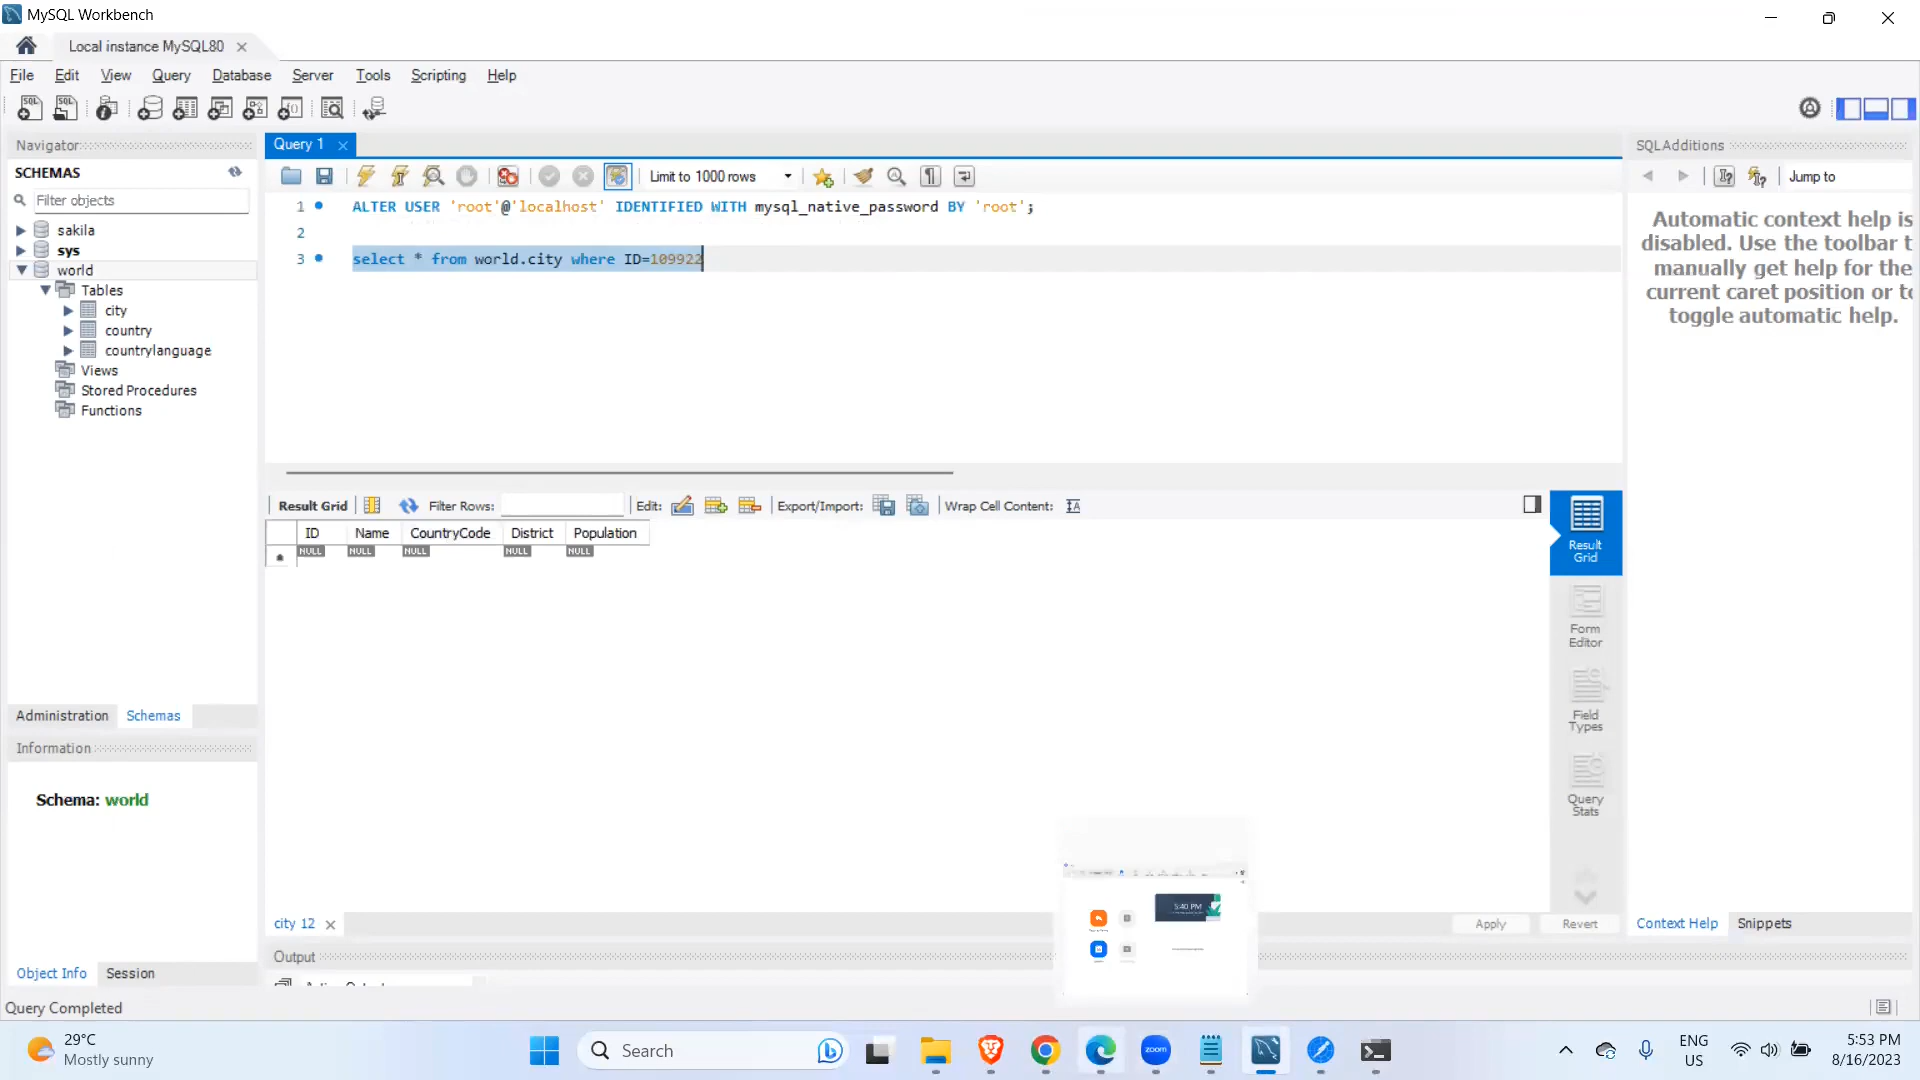 MySQL Workbench
Local instance MySQL80
File Edit View Query Database Server Tools Scripting Help
Navigator
SCHEMAS
Filter objects
sakila
sys
world
Tables
city
country
countrylanguage
Views
Stored Procedures
Functions
Administration Schemas
Information
Schema: world
Object Info Session
Query Completed
Query 1
Limit to 1000 rows
1 ALTER USER 'root'@'localhost' IDENTIFIED WITH mysql_native_password BY 'root';
2
3 select * from world.city where ID=109922
Result Grid Filter Rows: Edit: Export/Import: Wrap Cell Content:
ID Name CountryCode District Population
NULL NULL NULL NULL NULL
Result
Grid
Form
Editor
Field
Types
Query
Stats
city 12
Apply Revert
Output
SQLAdditions
Jump to
Automatic context help is
disabled. Use the toolbar t
manually get help for the
current caret position or to
toggle automatic help.
Context Help Snippets
5:40 PM
29°C
Mostly sunny
Search
zoom
ENG
US
5:53 PM
8/16/2023